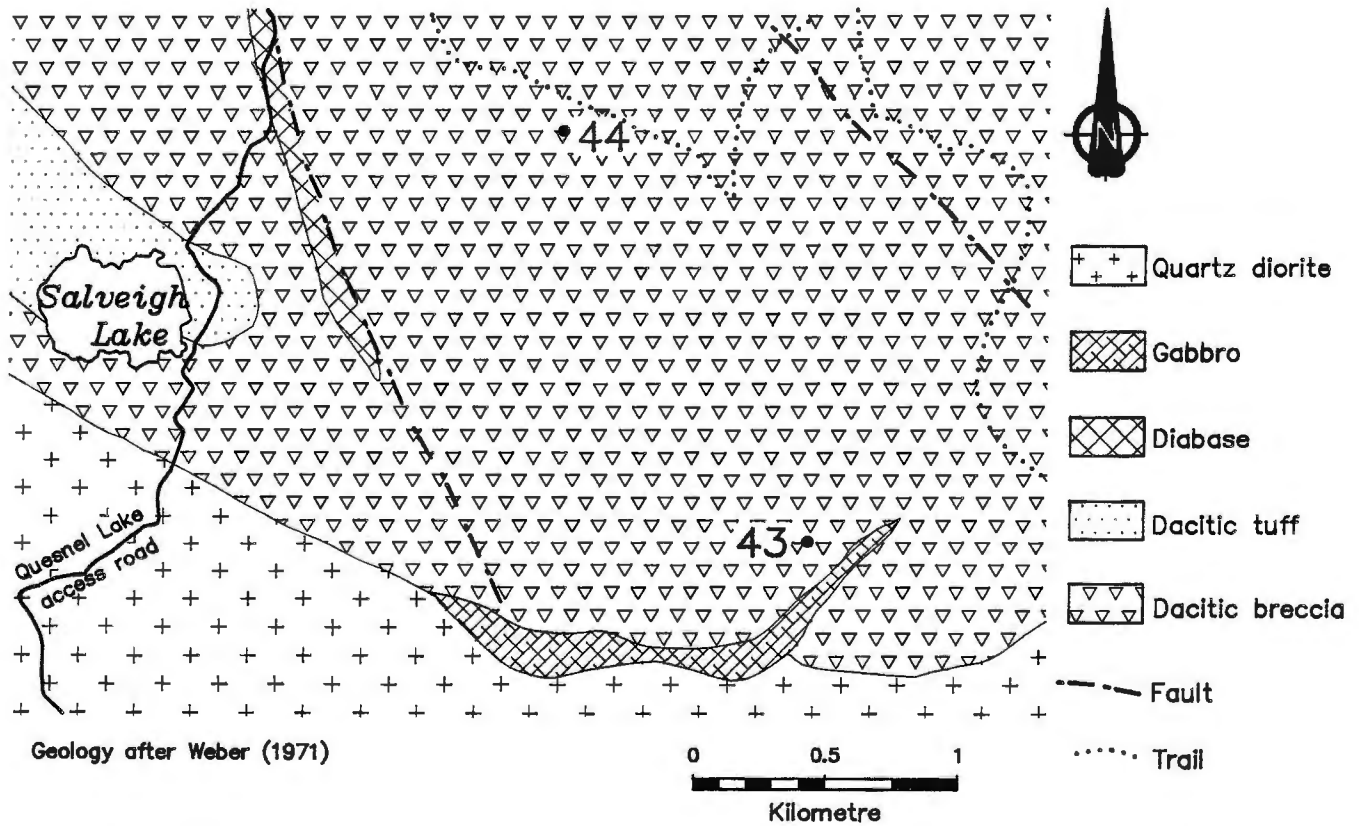 44
N
Salveigh
Lake
Quesnel Lake
access road
43
Geology after Weber (1971)
0 0.5 1
Kilometre
Quartz diorite
Gabbro
Diabase
Dacitic tuff
Dacitic breccia
Fault
Trail